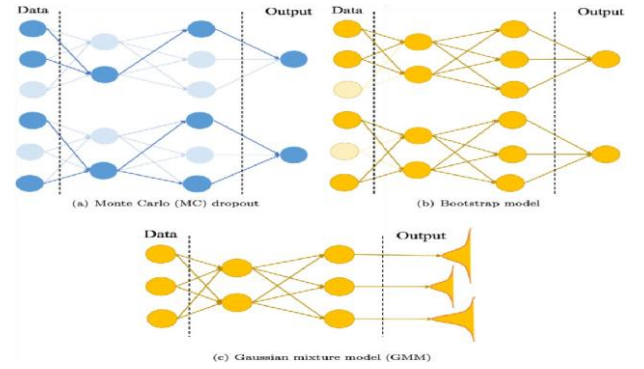 Data
Output
Data
Output
(a) Monte Carlo (MC) dropout
(b) Bootstrap model
Data
Output
(c) Gaussian mixture model (GMM)